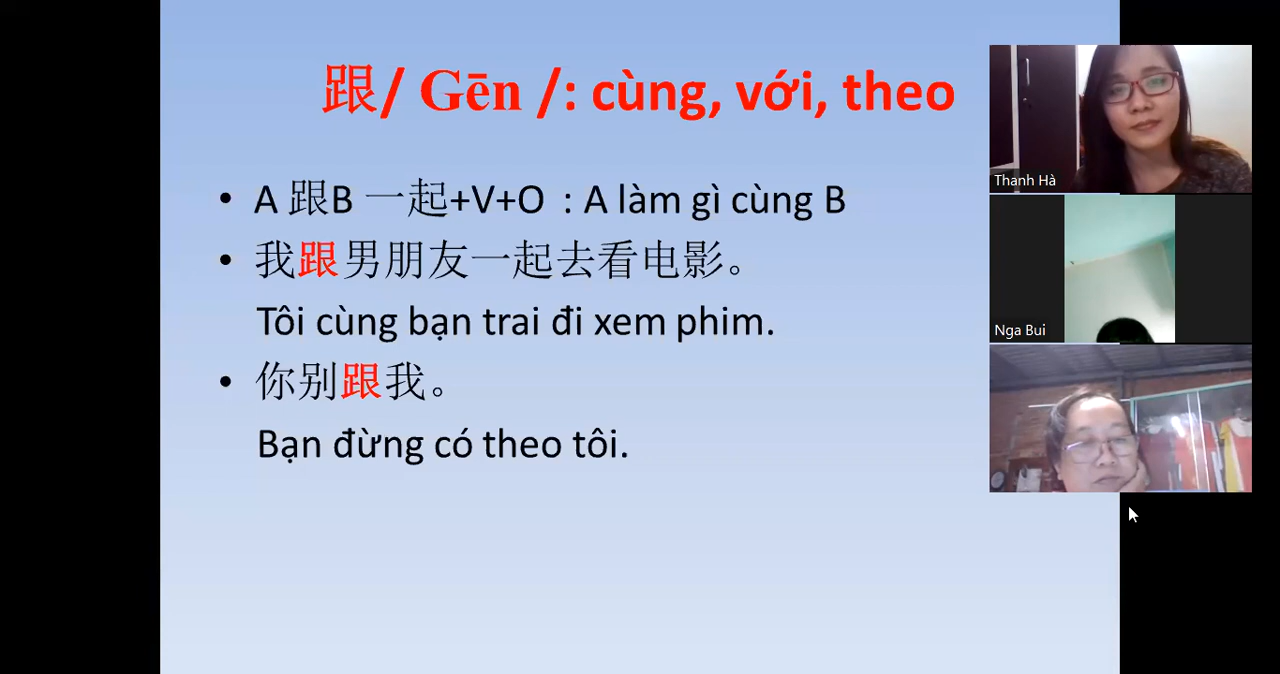 跟/ Gēn /: cùng, với, theo
• A 跟B 一起+V+O : A làm gì cùng B
• 我跟男朋友一起去看电影。
Tôi cùng bạn trai đi xem phim.
• 你别跟我。
Bạn đừng có theo tôi.
Thanh Hà
Nga Bui